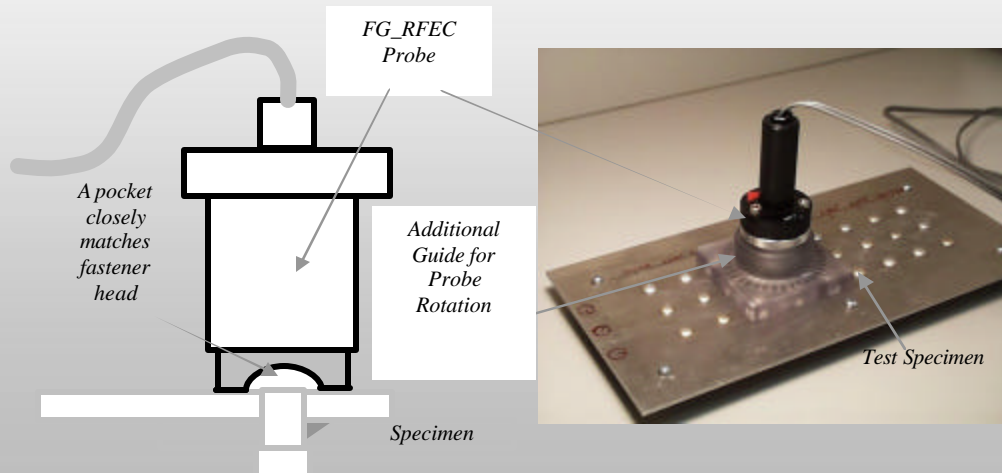 FG_RFEC
Probe
A pocket
closely
matches
fastener
head
Additional
Guide for
Probe
Rotation
Test Specimen
Specimen